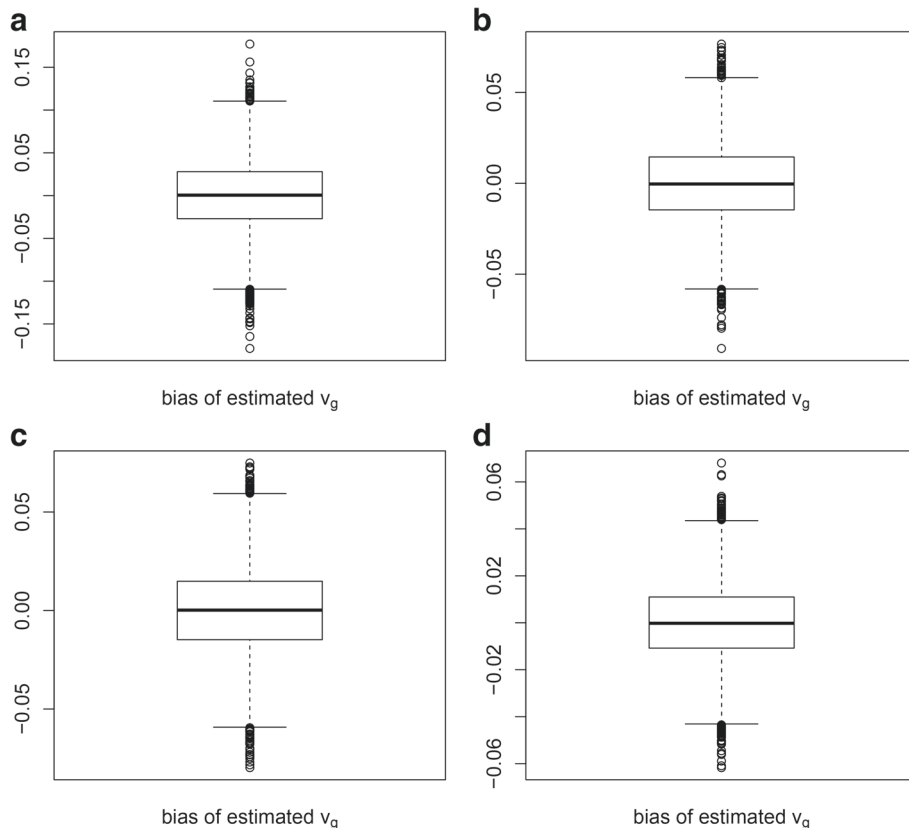 a
0.15
0.05
−0.05
−0.15
bias of estimated vg
b
0.05
0.00
−0.05
bias of estimated vg
c
0.05
0.00
−0.05
bias of estimated vg
d
0.06
0.02
−0.02
−0.06
bias of estimated vg